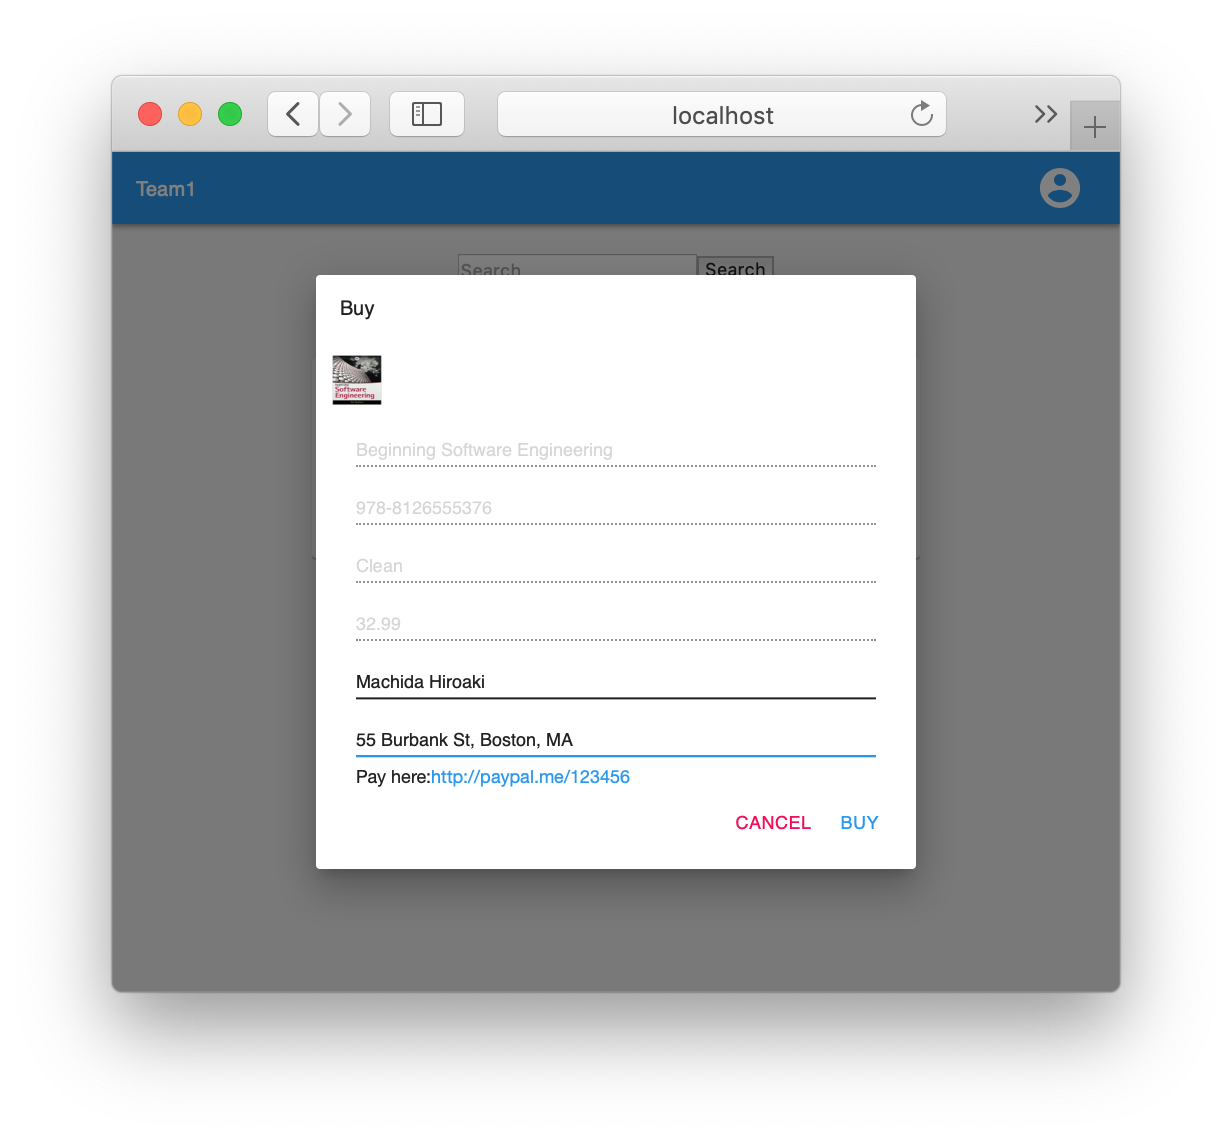 localhost
Team1
Search Search
Buy
Software
Engineering
Beginning Software Engineering
978-8126555376
Clean
32.99
Machida Hiroaki
55 Burbank St, Boston, MA
Pay here:http://paypal.me/123456
CANCEL BUY